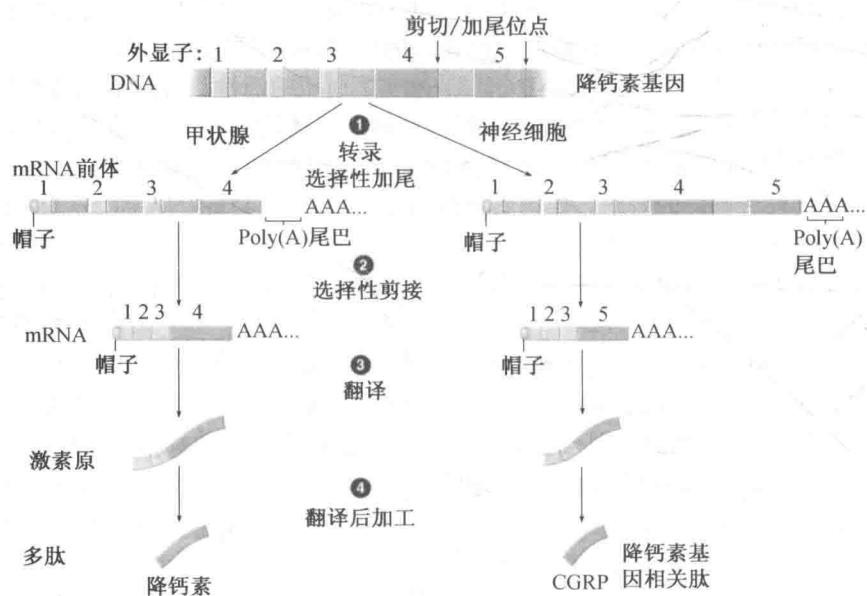 剪切/加尾位点
外显子： 1 2 3 4 5
DNA 降钙素基因
甲状腺 ❶ 神经细胞
转录
选择性加尾
mRNA前体
1 2 3 4 1 2 3 4 5
AAA... AAA...
帽子 Poly(A)尾巴 帽子 Poly(A)
尾巴
❷
选择性剪接
1 2 3 4 1 2 3 5
mRNA AAA... AAA...
帽子 帽子
❸
翻译
激素原
❹
翻译后加工
多肽
降钙素 CGRP 降钙素基
因相关肽